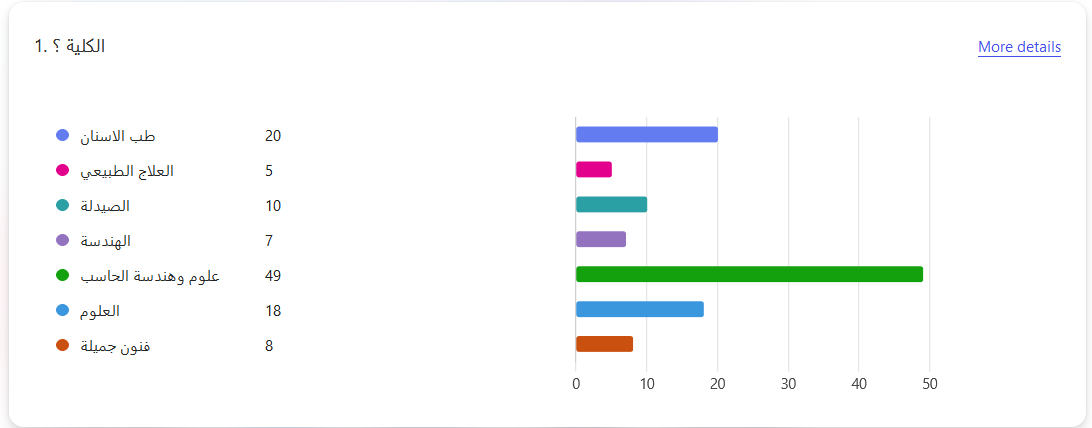 1. الكلية ؟
More details
طب الاسنان 20
العلاج الطبيعي 5
الصيدلة 10
الهندسة 7
علوم وهندسة الحاسب 49
العلوم 18
فنون جميلة 8
0 10 20 30 40 50